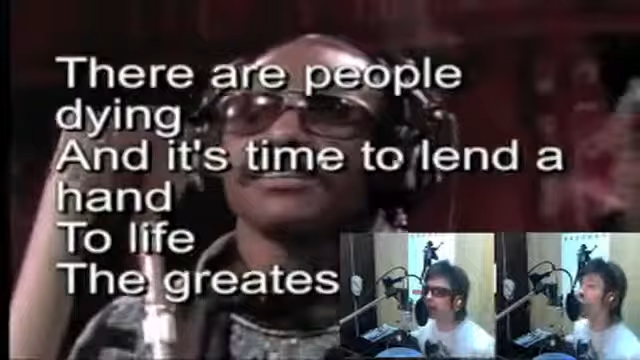 There are people
dying
And it's time to lend a
hand
To life
The greates